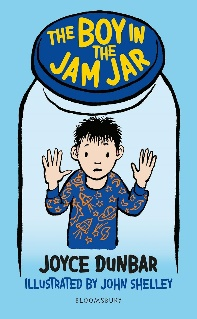 THE BOY IN
THE
JAM JAR
JOYCE DUNBAR
ILLUSTRATED BY JOHN SHELLEY
BLOOMSBURY